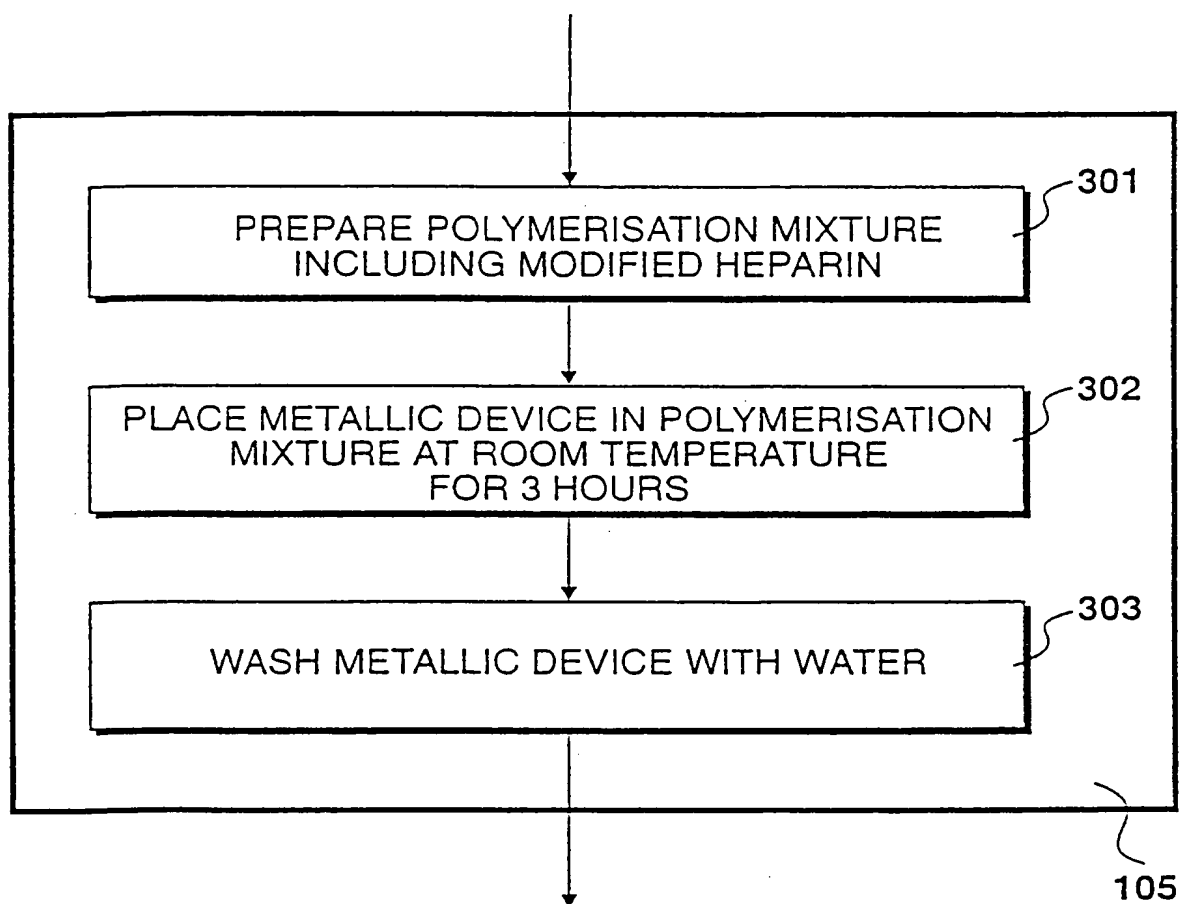 301
PREPARE POLYMERISATION MIXTURE
INCLUDING MODIFIED HEPARIN
302
PLACE METALLIC DEVICE IN POLYMERISATION
MIXTURE AT ROOM TEMPERATURE
FOR 3 HOURS
303
WASH METALLIC DEVICE WITH WATER
105